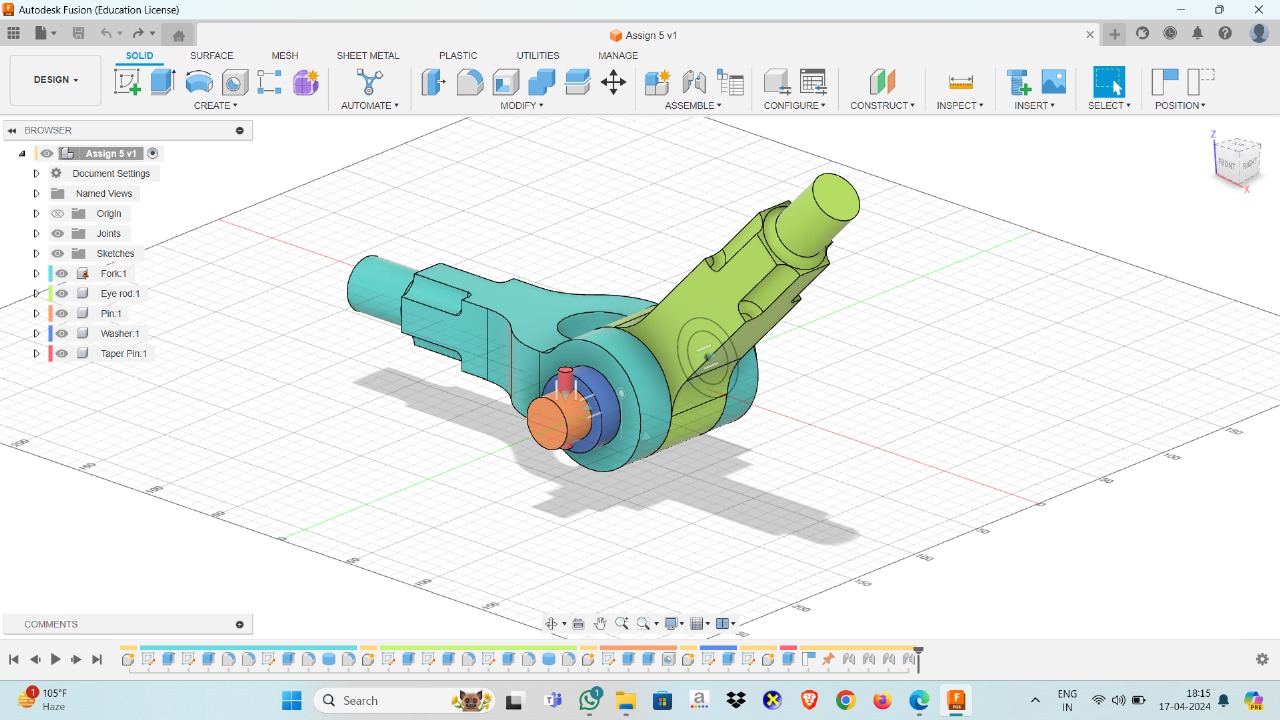 Autodesk Fusion (Education License)
Assign 5 v1
SOLID SURFACE MESH SHEET METAL PLASTIC UTILITIES MANAGE
DESIGN
CREATE AUTOMATE MODIFY ASSEMBLE CONFIGURE CONSTRUCT INSPECT INSERT SELECT POSITION
BROWSER
Assign 5 v1
Document Settings
Named Views
Origin
Joints
Sketches
Fork:1
Eye rod:1
Pin:1
Washer:1
Taper Pin:1
Z
FRONT RIGHT
X
COMMENTS
1
105°F
Haze
Search
1
ENG
IN
18:15
17-04-2024
PRE